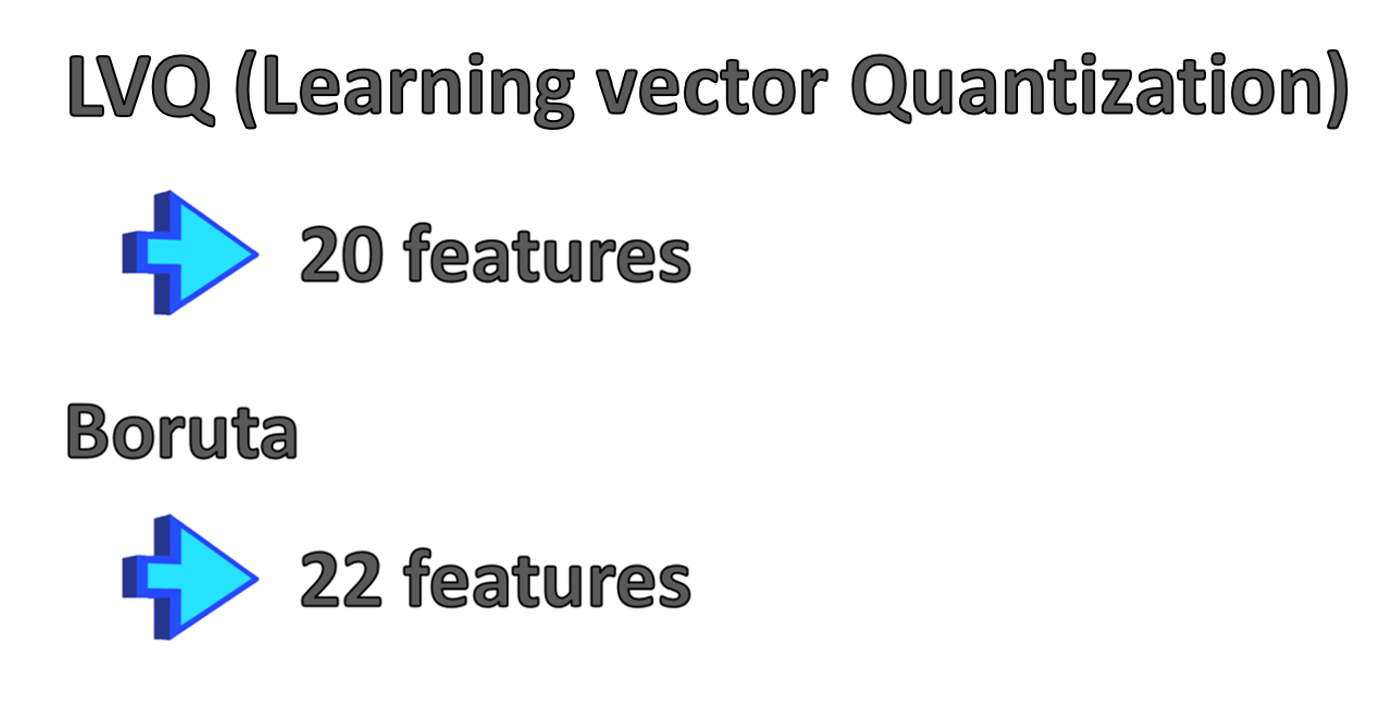 LVQ (Learning vector Quantization)
20 features
Boruta
22 features